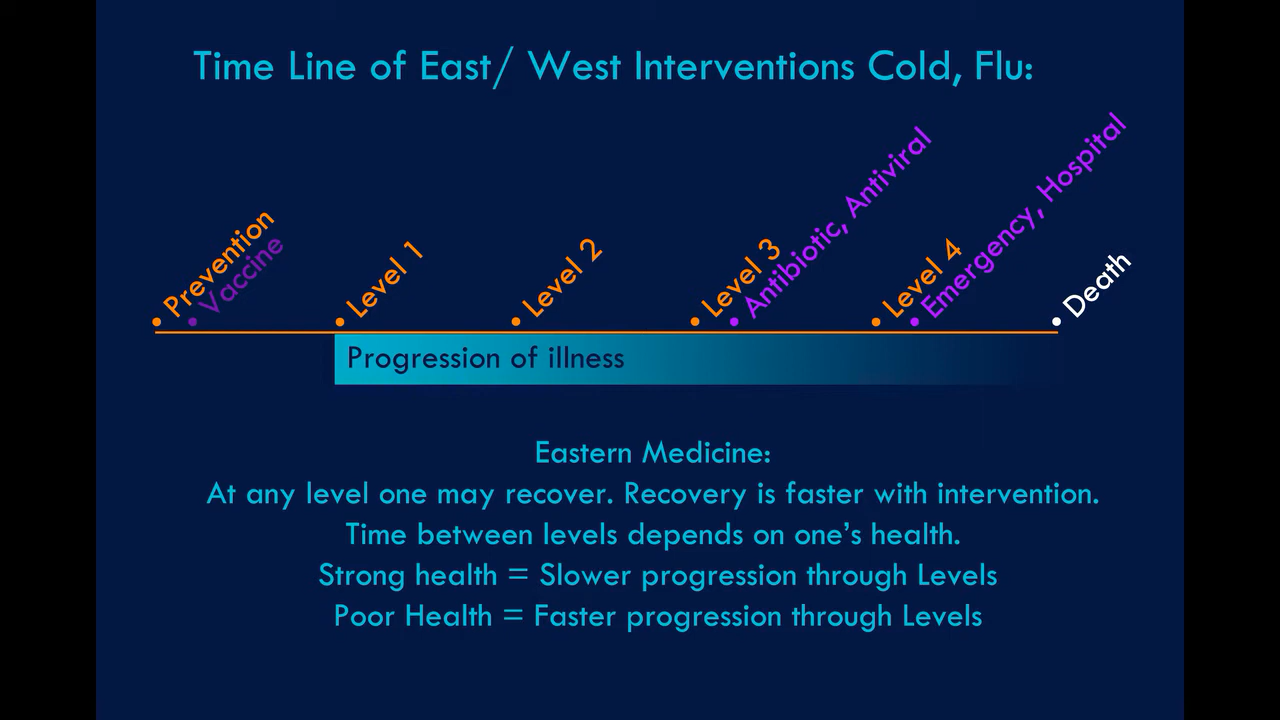 Time Line of East/ West Interventions Cold, Flu:
Prevention
Vaccine
Level 1
Level 2
Level 3
Antibiotic, Antiviral
Level 4
Emergency, Hospital
Death
Progression of illness
Eastern Medicine:
At any level one may recover. Recovery is faster with intervention.
Time between levels depends on one’s health.
Strong health = Slower progression through Levels
Poor Health = Faster progression through Levels